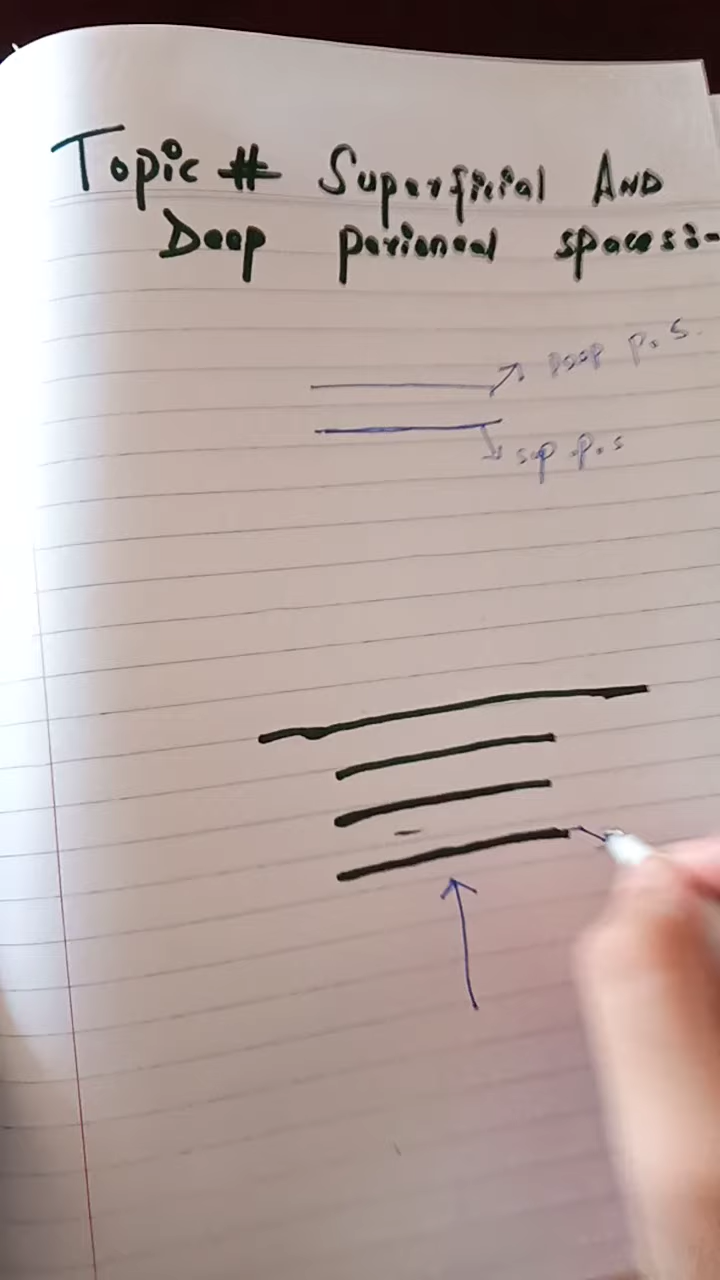 Topic # Superficial AND
Deep perineal spaces:-
Deep p.s.
sup .p.s